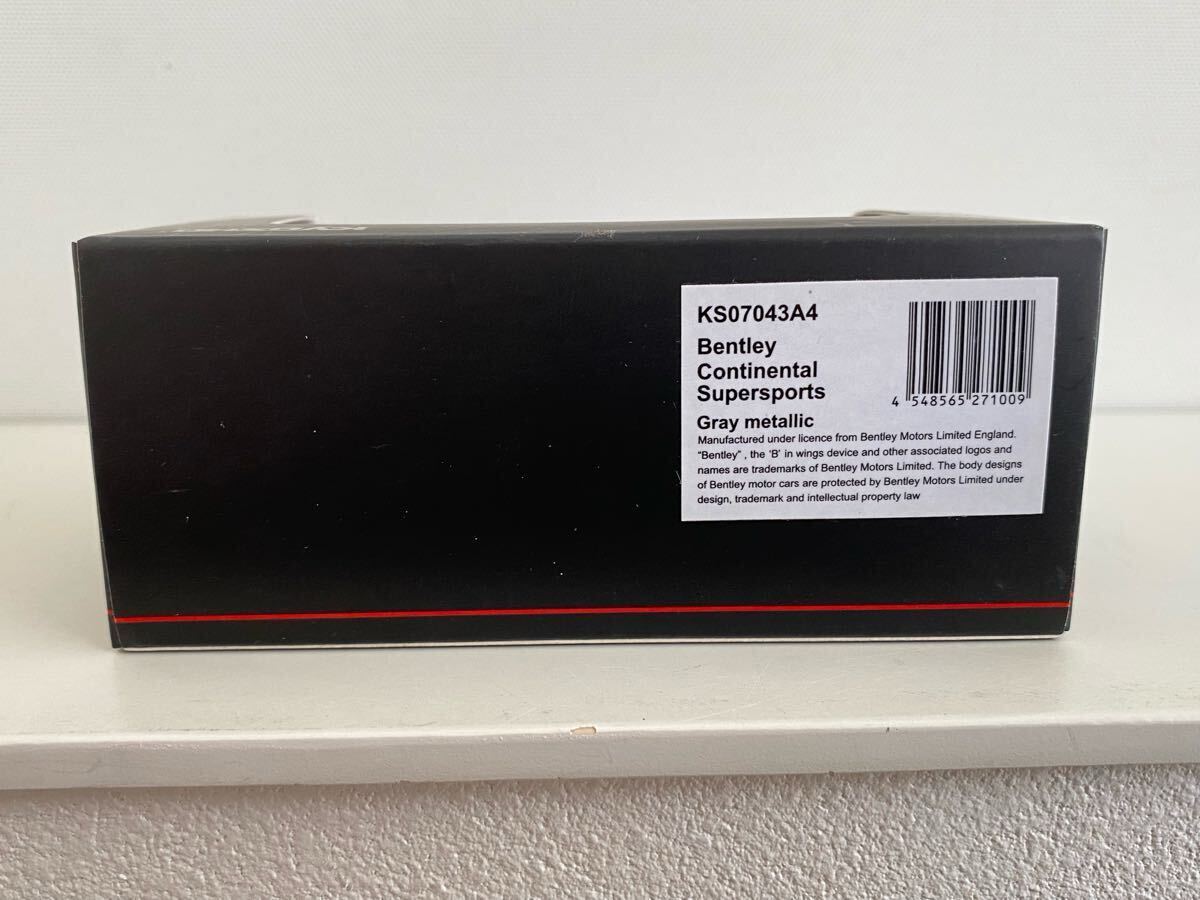 KS07043A4
Bentley
Continental
Supersports
Gray metallic
4 548565 271009
Manufactured under licence from Bentley Motors Limited England.
“Bentley” , the ‘B’ in wings device and other associated logos and
names are trademarks of Bentley Motors Limited. The body designs
of Bentley motor cars are protected by Bentley Motors Limited under
design, trademark and intellectual property law